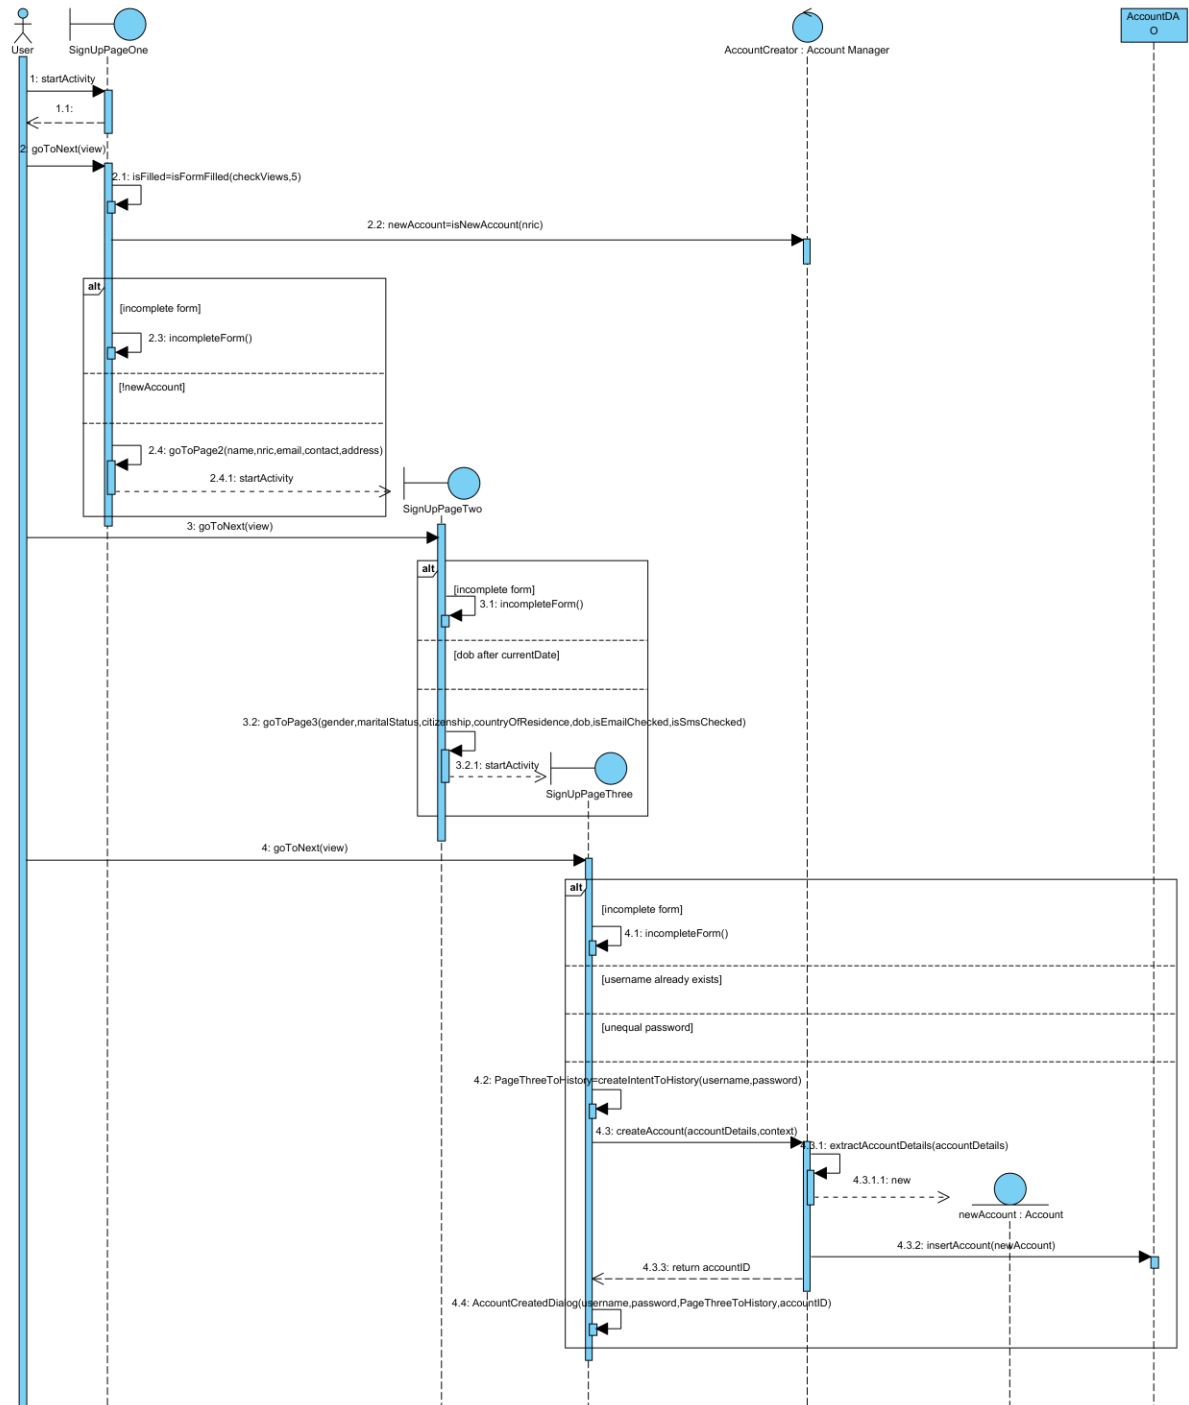 User
SignUpPageOne
AccountCreator : Account Manager
AccountDA
O
1: startActivity
1.1:
2: goToNext(view)
2.1: isFilled=isFormFilled(checkViews,5)
2.2: newAccount=isNewAccount(nric)
alt
[incomplete form]
2.3: incompleteForm()
[!newAccount]
2.4: goToPage2(name,nric,email,contact,address)
2.4.1: startActivity
SignUpPageTwo
3: goToNext(view)
alt
[incomplete form]
3.1: incompleteForm()
[dob after currentDate]
3.2: goToPage3(gender,maritalStatus,citizenship,countryOfResidence,dob,isEmailChecked,isSmsChecked)
3.2.1: startActivity
SignUpPageThree
4: goToNext(view)
alt
[incomplete form]
4.1: incompleteForm()
[username already exists]
[unequal password]
4.2: PageThreeToHistory=createIntentToHistory(username,password)
4.3: createAccount(accountDetails,context)
4.3.1: extractAccountDetails(accountDetails)
4.3.1.1: new
newAccount : Account
4.3.2: insertAccount(newAccount)
4.3.3: return accountID
4.4: AccountCreatedDialog(username,password,PageThreeToHistory,accountID)